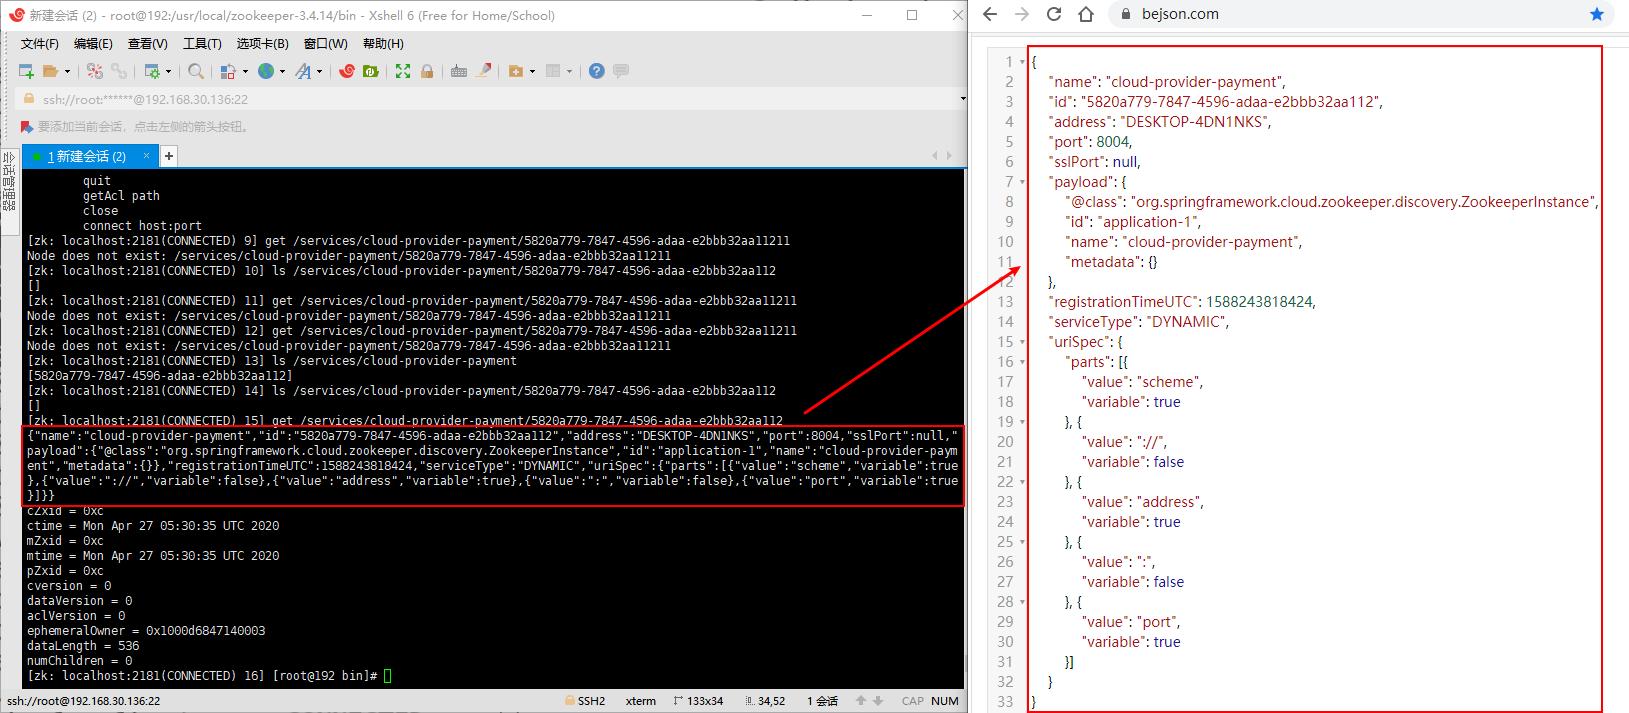 新建会话 (2) - root@192:/usr/local/zookeeper-3.4.14/bin - Xshell 6 (Free for Home/School)
文件(F) 编辑(E) 查看(V) 工具(T) 选项卡(B) 窗口(W) 帮助(H)
ssh://root:******@192.168.30.136:22
要添加当前会话，点击左侧的箭头按钮。
会话管理器
1 新建会话 (2) × +
quit
getAcl path
close
connect host:port
[zk: localhost:2181(CONNECTED) 9] get /services/cloud-provider-payment/5820a779-7847-4596-adaa-e2bbb32aa11211
Node does not exist: /services/cloud-provider-payment/5820a779-7847-4596-adaa-e2bbb32aa11211
[zk: localhost:2181(CONNECTED) 10] ls /services/cloud-provider-payment/5820a779-7847-4596-adaa-e2bbb32aa112
[]
[zk: localhost:2181(CONNECTED) 11] get /services/cloud-provider-payment/5820a779-7847-4596-adaa-e2bbb32aa11211
Node does not exist: /services/cloud-provider-payment/5820a779-7847-4596-adaa-e2bbb32aa11211
[zk: localhost:2181(CONNECTED) 12] get /services/cloud-provider-payment/5820a779-7847-4596-adaa-e2bbb32aa11211
Node does not exist: /services/cloud-provider-payment/5820a779-7847-4596-adaa-e2bbb32aa11211
[zk: localhost:2181(CONNECTED) 13] ls /services/cloud-provider-payment
[5820a779-7847-4596-adaa-e2bbb32aa112]
[zk: localhost:2181(CONNECTED) 14] ls /services/cloud-provider-payment/5820a779-7847-4596-adaa-e2bbb32aa112
[]
[zk: localhost:2181(CONNECTED) 15] get /services/cloud-provider-payment/5820a779-7847-4596-adaa-e2bbb32aa112
{"name":"cloud-provider-payment","id":"5820a779-7847-4596-adaa-e2bbb32aa112","address":"DESKTOP-4DN1NKS","port":8004,"sslPort":null,"
payload":{"@class":"org.springframework.cloud.zookeeper.discovery.ZookeeperInstance","id":"application-1","name":"cloud-provider-paym
ent","metadata":{}},"registrationTimeUTC":1588243818424,"serviceType":"DYNAMIC","uriSpec":{"parts":[{"value":"scheme","variable":true
},{"value":"://","variable":false},{"value":"address","variable":true},{"value":":","variable":false},{"value":"port","variable":true
}]}}
cZxid = 0xc
ctime = Mon Apr 27 05:30:35 UTC 2020
mZxid = 0xc
mtime = Mon Apr 27 05:30:35 UTC 2020
pZxid = 0xc
cversion = 0
dataVersion = 0
aclVersion = 0
ephemeralOwner = 0x1000d6847140003
dataLength = 536
numChildren = 0
[zk: localhost:2181(CONNECTED) 16] [root@192 bin]#
ssh://root@192.168.30.136:22 SSH2 xterm 133x34 34,52 1 会话 CAP NUM
bejson.com
1 {
2 "name": "cloud-provider-payment",
3 "id": "5820a779-7847-4596-adaa-e2bbb32aa112",
4 "address": "DESKTOP-4DN1NKS",
5 "port": 8004,
6 "sslPort": null,
7 "payload": {
8 "@class": "org.springframework.cloud.zookeeper.discovery.ZookeeperInstance",
9 "id": "application-1",
10 "name": "cloud-provider-payment",
11 "metadata": {}
12 },
13 "registrationTimeUTC": 1588243818424,
14 "serviceType": "DYNAMIC",
15 "uriSpec": {
16 "parts": [{
17 "value": "scheme",
18 "variable": true
19 }, {
20 "value": "://",
21 "variable": false
22 }, {
23 "value": "address",
24 "variable": true
25 }, {
26 "value": ":",
27 "variable": false
28 }, {
29 "value": "port",
30 "variable": true
31 }]
32 }
33 }